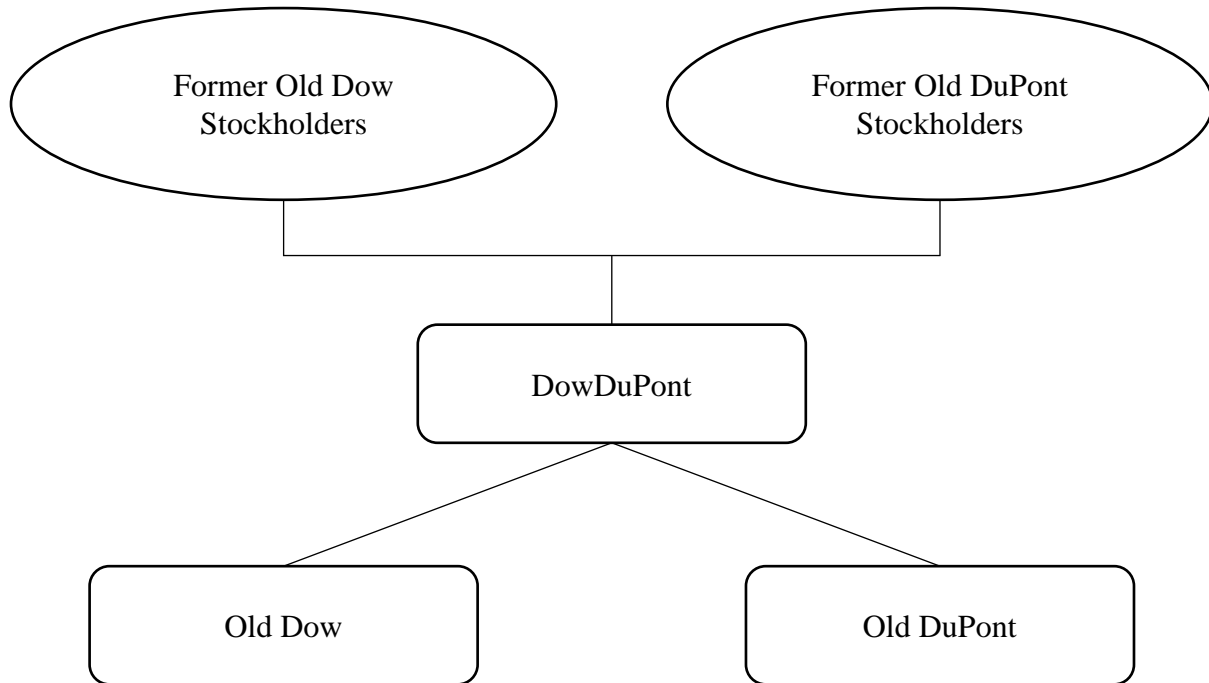 Former Old Dow
Stockholders
Former Old DuPont
Stockholders
DowDuPont
Old Dow
Old DuPont